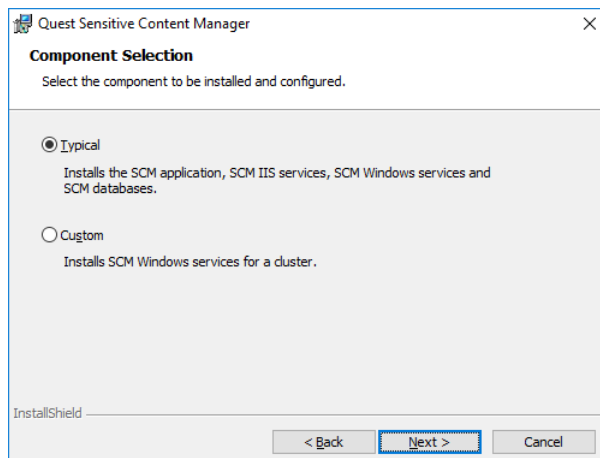 Quest Sensitive Content Manager
Component Selection
Select the component to be installed and configured.
Typical
Installs the SCM application, SCM IIS services, SCM Windows services and
SCM databases.
Custom
Installs SCM Windows services for a cluster.
InstallShield
< Back
Next >
Cancel